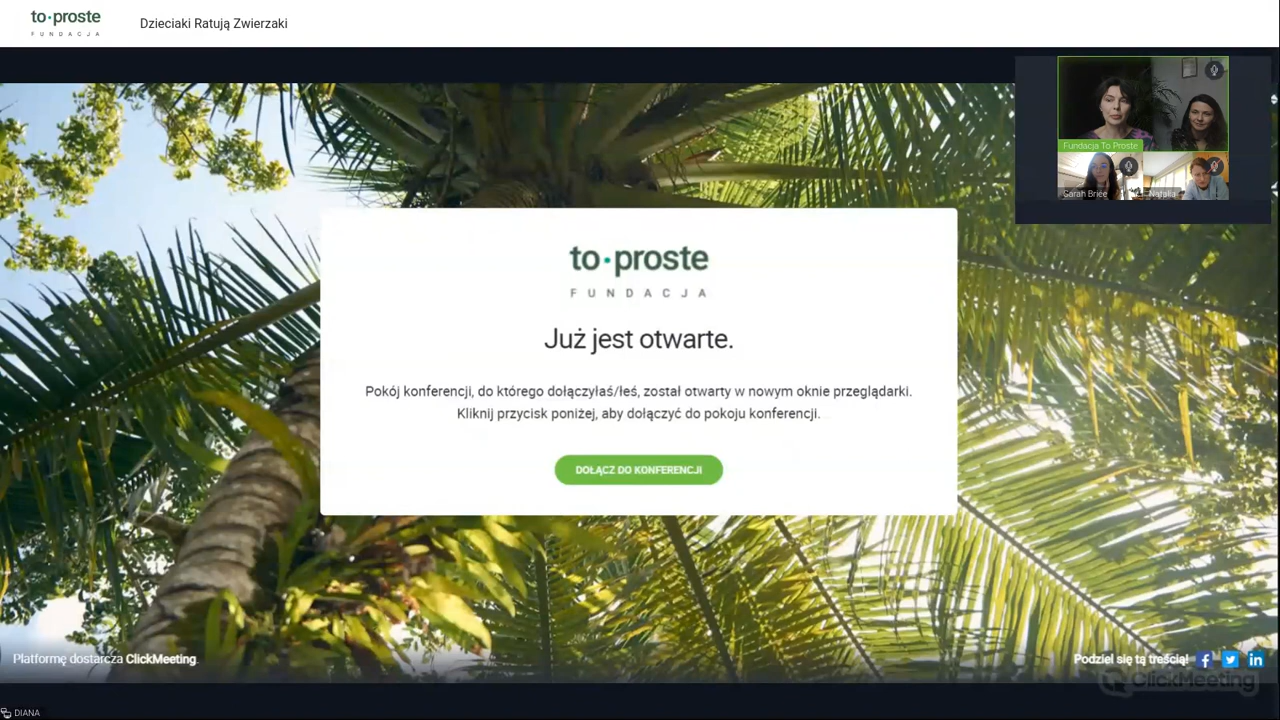 to·proste
FUNDACJA
Dzieciaki Ratują Zwierzaki
Fundacja To Proste
Sarah Briee
Natalia
to·proste
FUNDACJA
Już jest otwarte.
Pokój konferencji, do którego dołączyłaś/łeś, został otwarty w nowym oknie przeglądarki.
Kliknij przycisk poniżej, aby dołączyć do pokoju konferencji.
DOŁĄCZ DO KONFERENCJI
Platformę dostarcza ClickMeeting.
Podziel się tą treścią!
ClickMeeting
DIANA